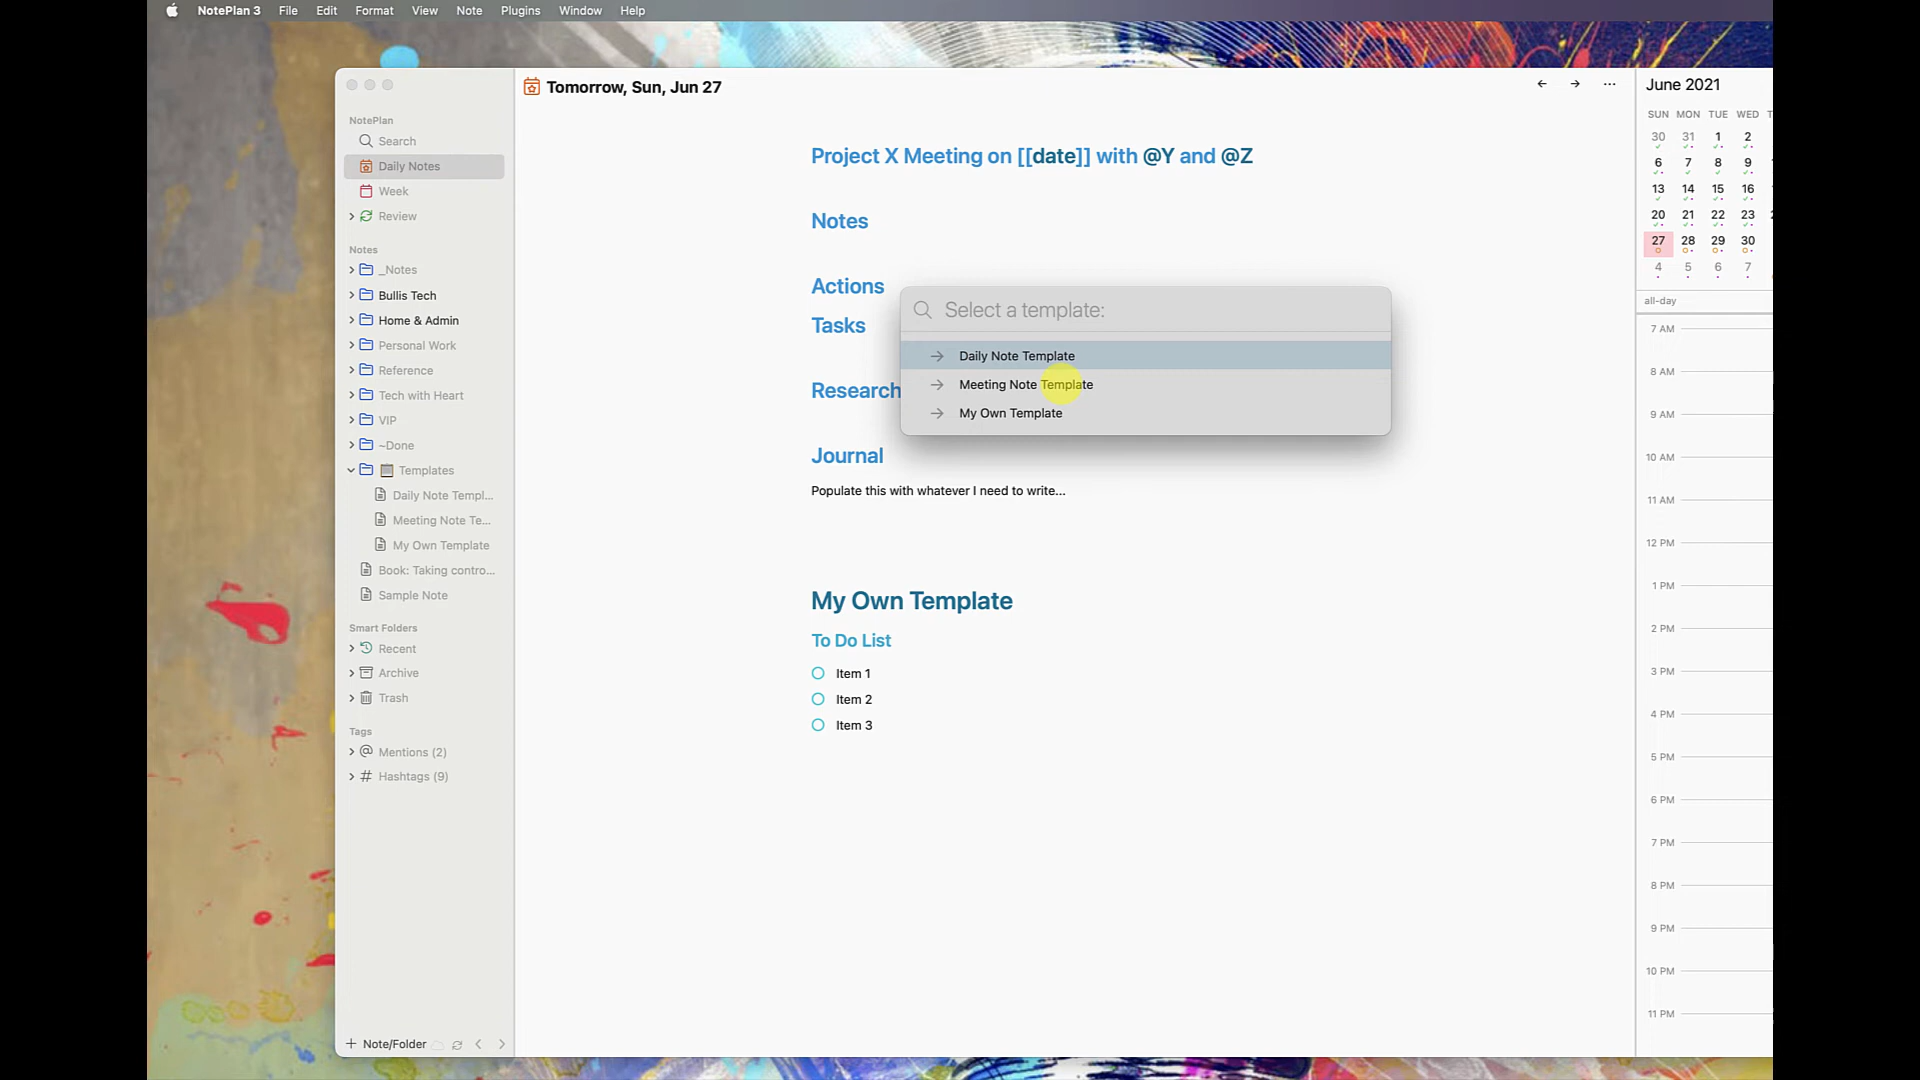 NotePlan 3 File Edit Format View Note Plugins Window Help
NotePlan
Search
Daily Notes
Week
Review
Notes
_Notes
Bullis Tech
Home & Admin
Personal Work
Reference
Tech with Heart
VIP
~Done
Templates
Daily Note Templ...
Meeting Note Te...
My Own Template
Book: Taking contro...
Sample Note
Smart Folders
Recent
Archive
Trash
Tags
@ Mentions (2)
# Hashtags (9)
+ Note/Folder
Tomorrow, Sun, Jun 27
Project X Meeting on [[date]] with @Y and @Z
Notes
Actions
Tasks
Research
Journal
Populate this with whatever I need to write...
My Own Template
To Do List
Item 1
Item 2
Item 3
Select a template:
Daily Note Template
Meeting Note Template
My Own Template
June 2021
SUN MON TUE WED T
30 31 1 2
6 7 8 9
13 14 15 16
20 21 22 23
27 28 29 30
4 5 6 7
all-day
7 AM
8 AM
9 AM
10 AM
11 AM
12 PM
1 PM
2 PM
3 PM
4 PM
5 PM
6 PM
7 PM
8 PM
9 PM
10 PM
11 PM